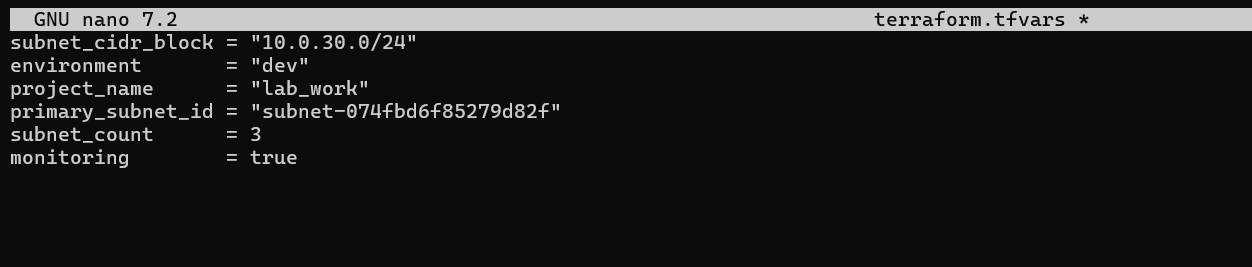 GNU nano 7.2 terraform.tfvars *
subnet_cidr_block = "10.0.30.0/24"
environment       = "dev"
project_name      = "lab_work"
primary_subnet_id = "subnet-074fbd6f85279d82f"
subnet_count      = 3
monitoring        = true